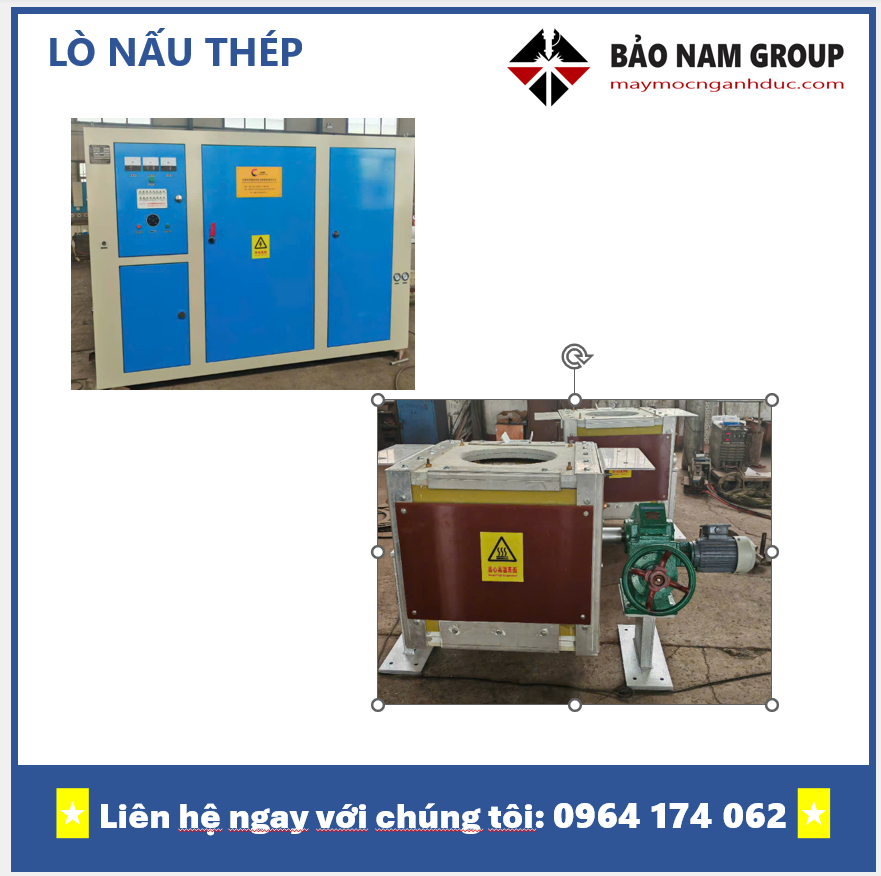 LÒ NẤU THÉP
BẢO NAM GROUP
maymocnganhduc.com
Liên hệ ngay với chúng tôi: 0964 174 062